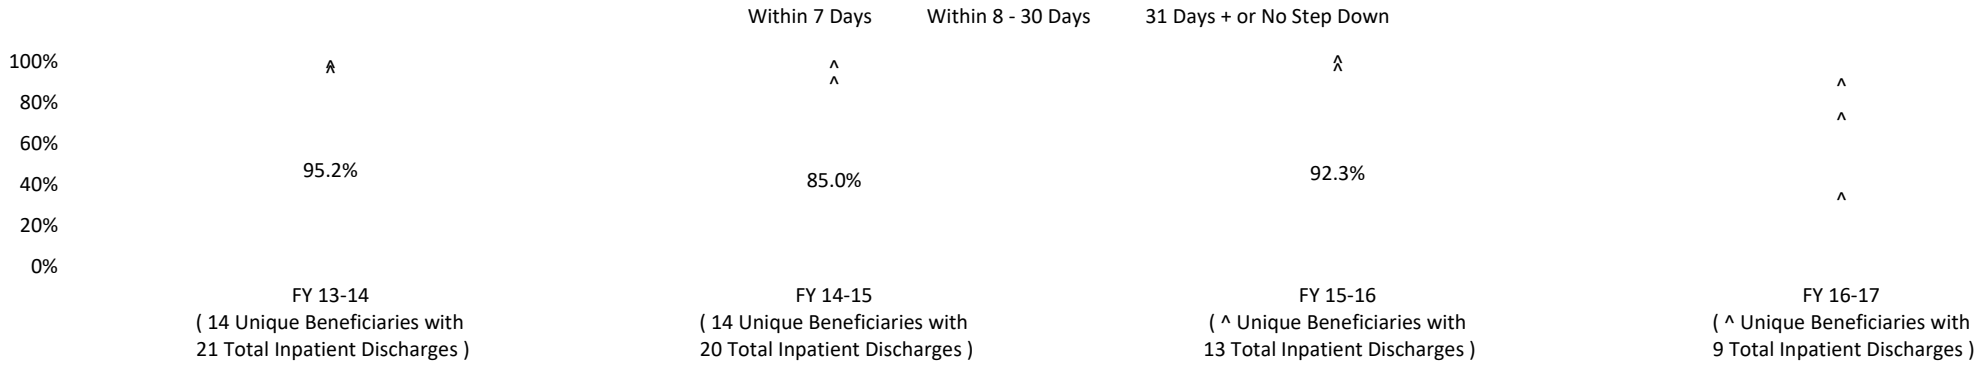 Within 7 Days Within 8 - 30 Days 31 Days + or No Step Down
100% ^ ^ ^ ^
^ ^ ^ ^
80%
^
60%
95.2% 85.0% 92.3%
40%
^
20%
0%
FY 13-14 FY 14-15 FY 15-16 FY 16-17
( 14 Unique Beneficiaries with ( 14 Unique Beneficiaries with ( ^ Unique Beneficiaries with ( ^ Unique Beneficiaries with
21 Total Inpatient Discharges ) 20 Total Inpatient Discharges ) 13 Total Inpatient Discharges ) 9 Total Inpatient Discharges )